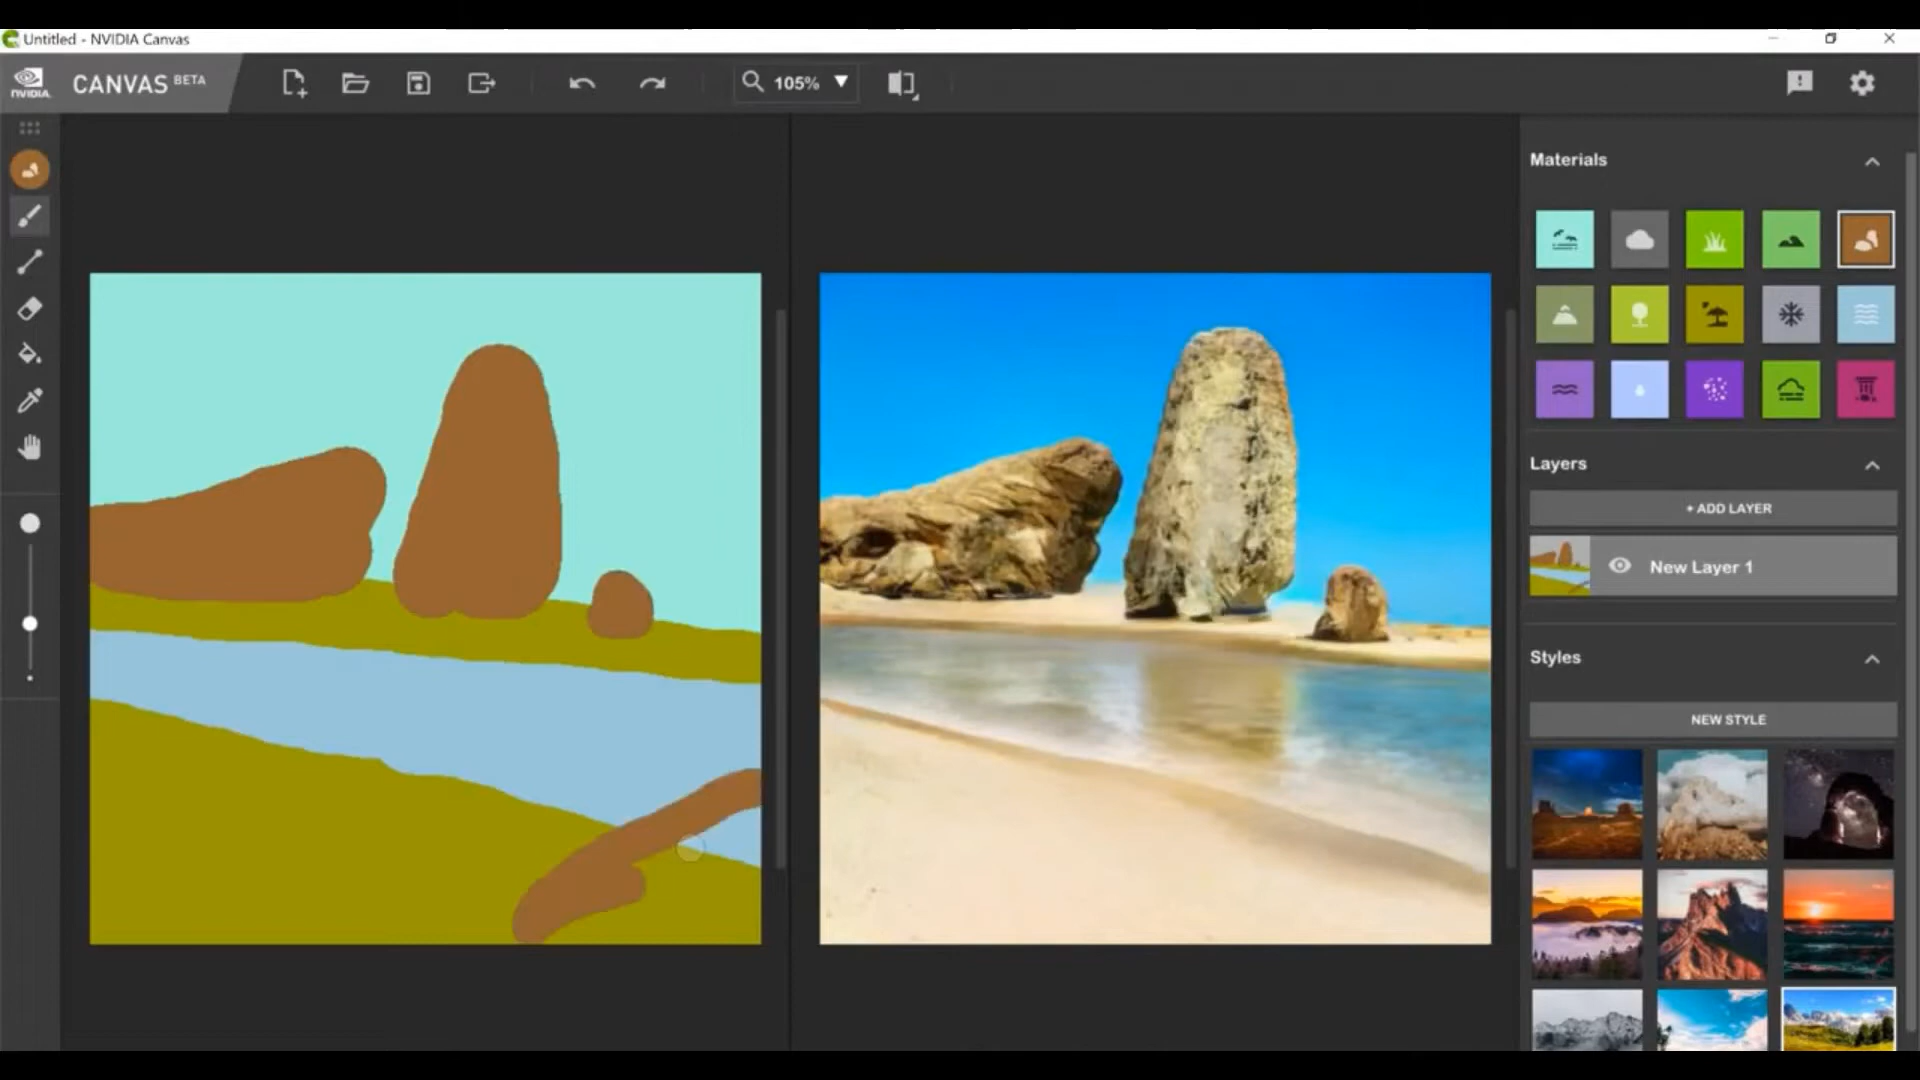 Untitled - NVIDIA Canvas
NVIDIA.
CANVAS BETA
105%
Materials
Layers
+ ADD LAYER
New Layer 1
Styles
NEW STYLE